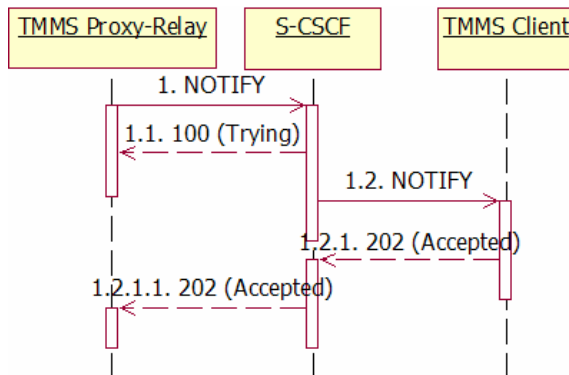 TMMS Proxy-Relay S-CSCF TMMS Client
1. NOTIFY
1.1. 100 (Trying)
1.2. NOTIFY
1.2.1. 202 (Accepted)
1.2.1.1. 202 (Accepted)